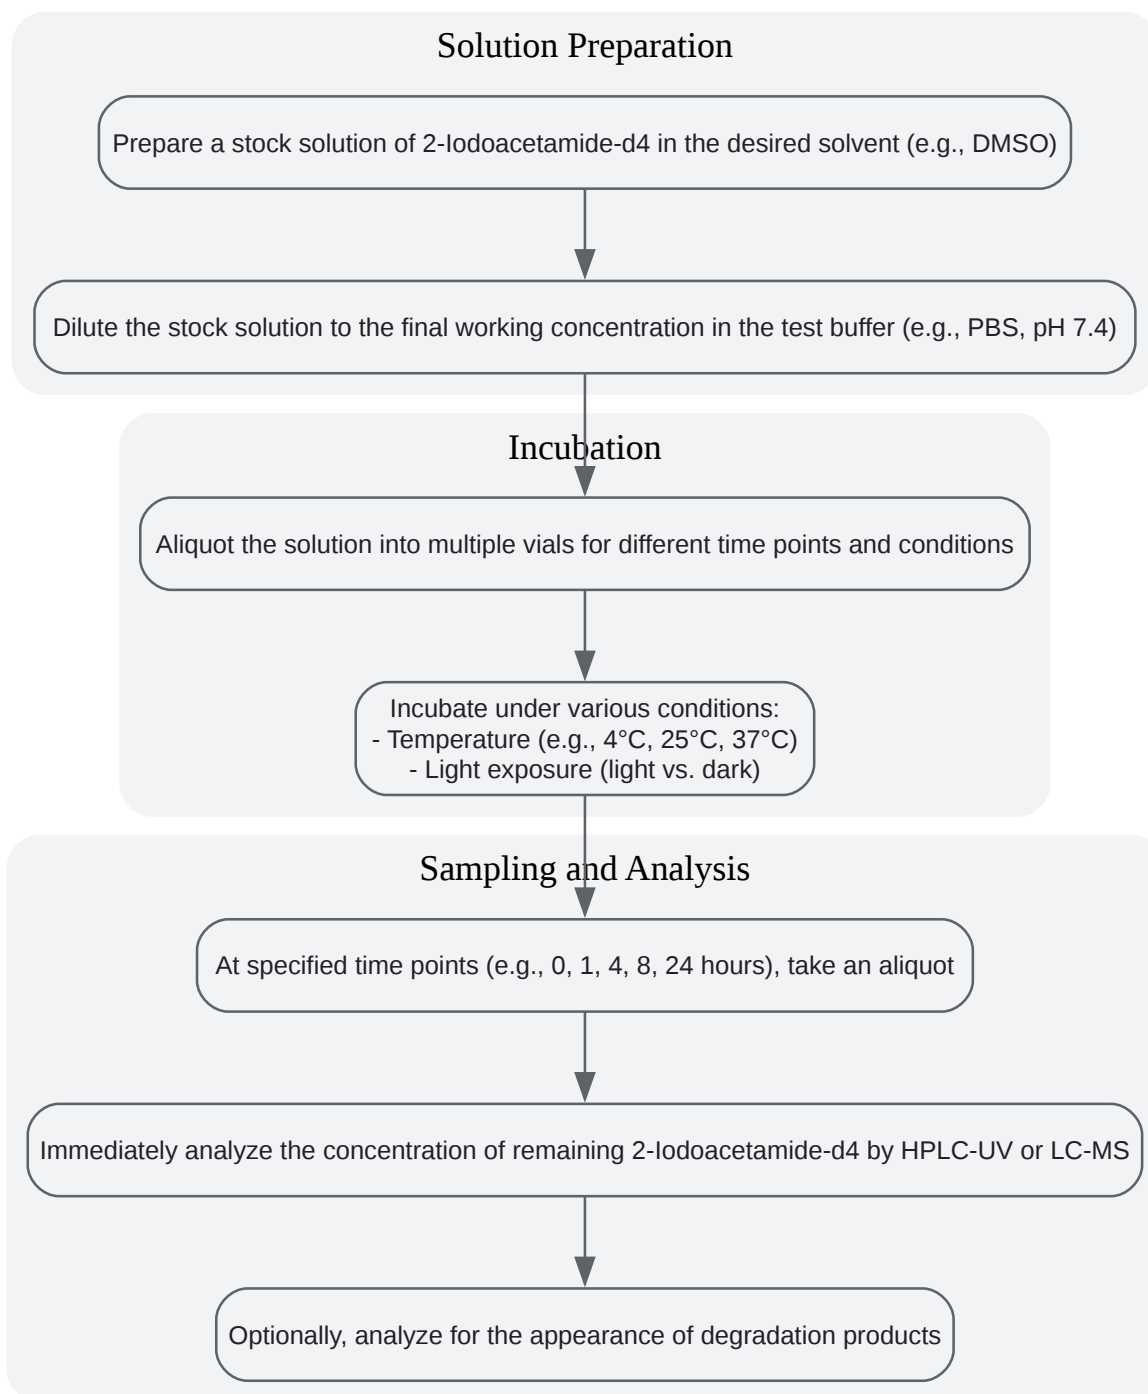 Solution Preparation
Prepare a stock solution of 2-Iodoacetamide-d4 in the desired solvent (e.g., DMSO)
Dilute the stock solution to the final working concentration in the test buffer (e.g., PBS, pH 7.4)
Incubation
Aliquot the solution into multiple vials for different time points and conditions
Incubate under various conditions:
- Temperature (e.g., 4°C, 25°C, 37°C)
- Light exposure (light vs. dark)
Sampling and Analysis
At specified time points (e.g., 0, 1, 4, 8, 24 hours), take an aliquot
Immediately analyze the concentration of remaining 2-Iodoacetamide-d4 by HPLC-UV or LC-MS
Optionally, analyze for the appearance of degradation products